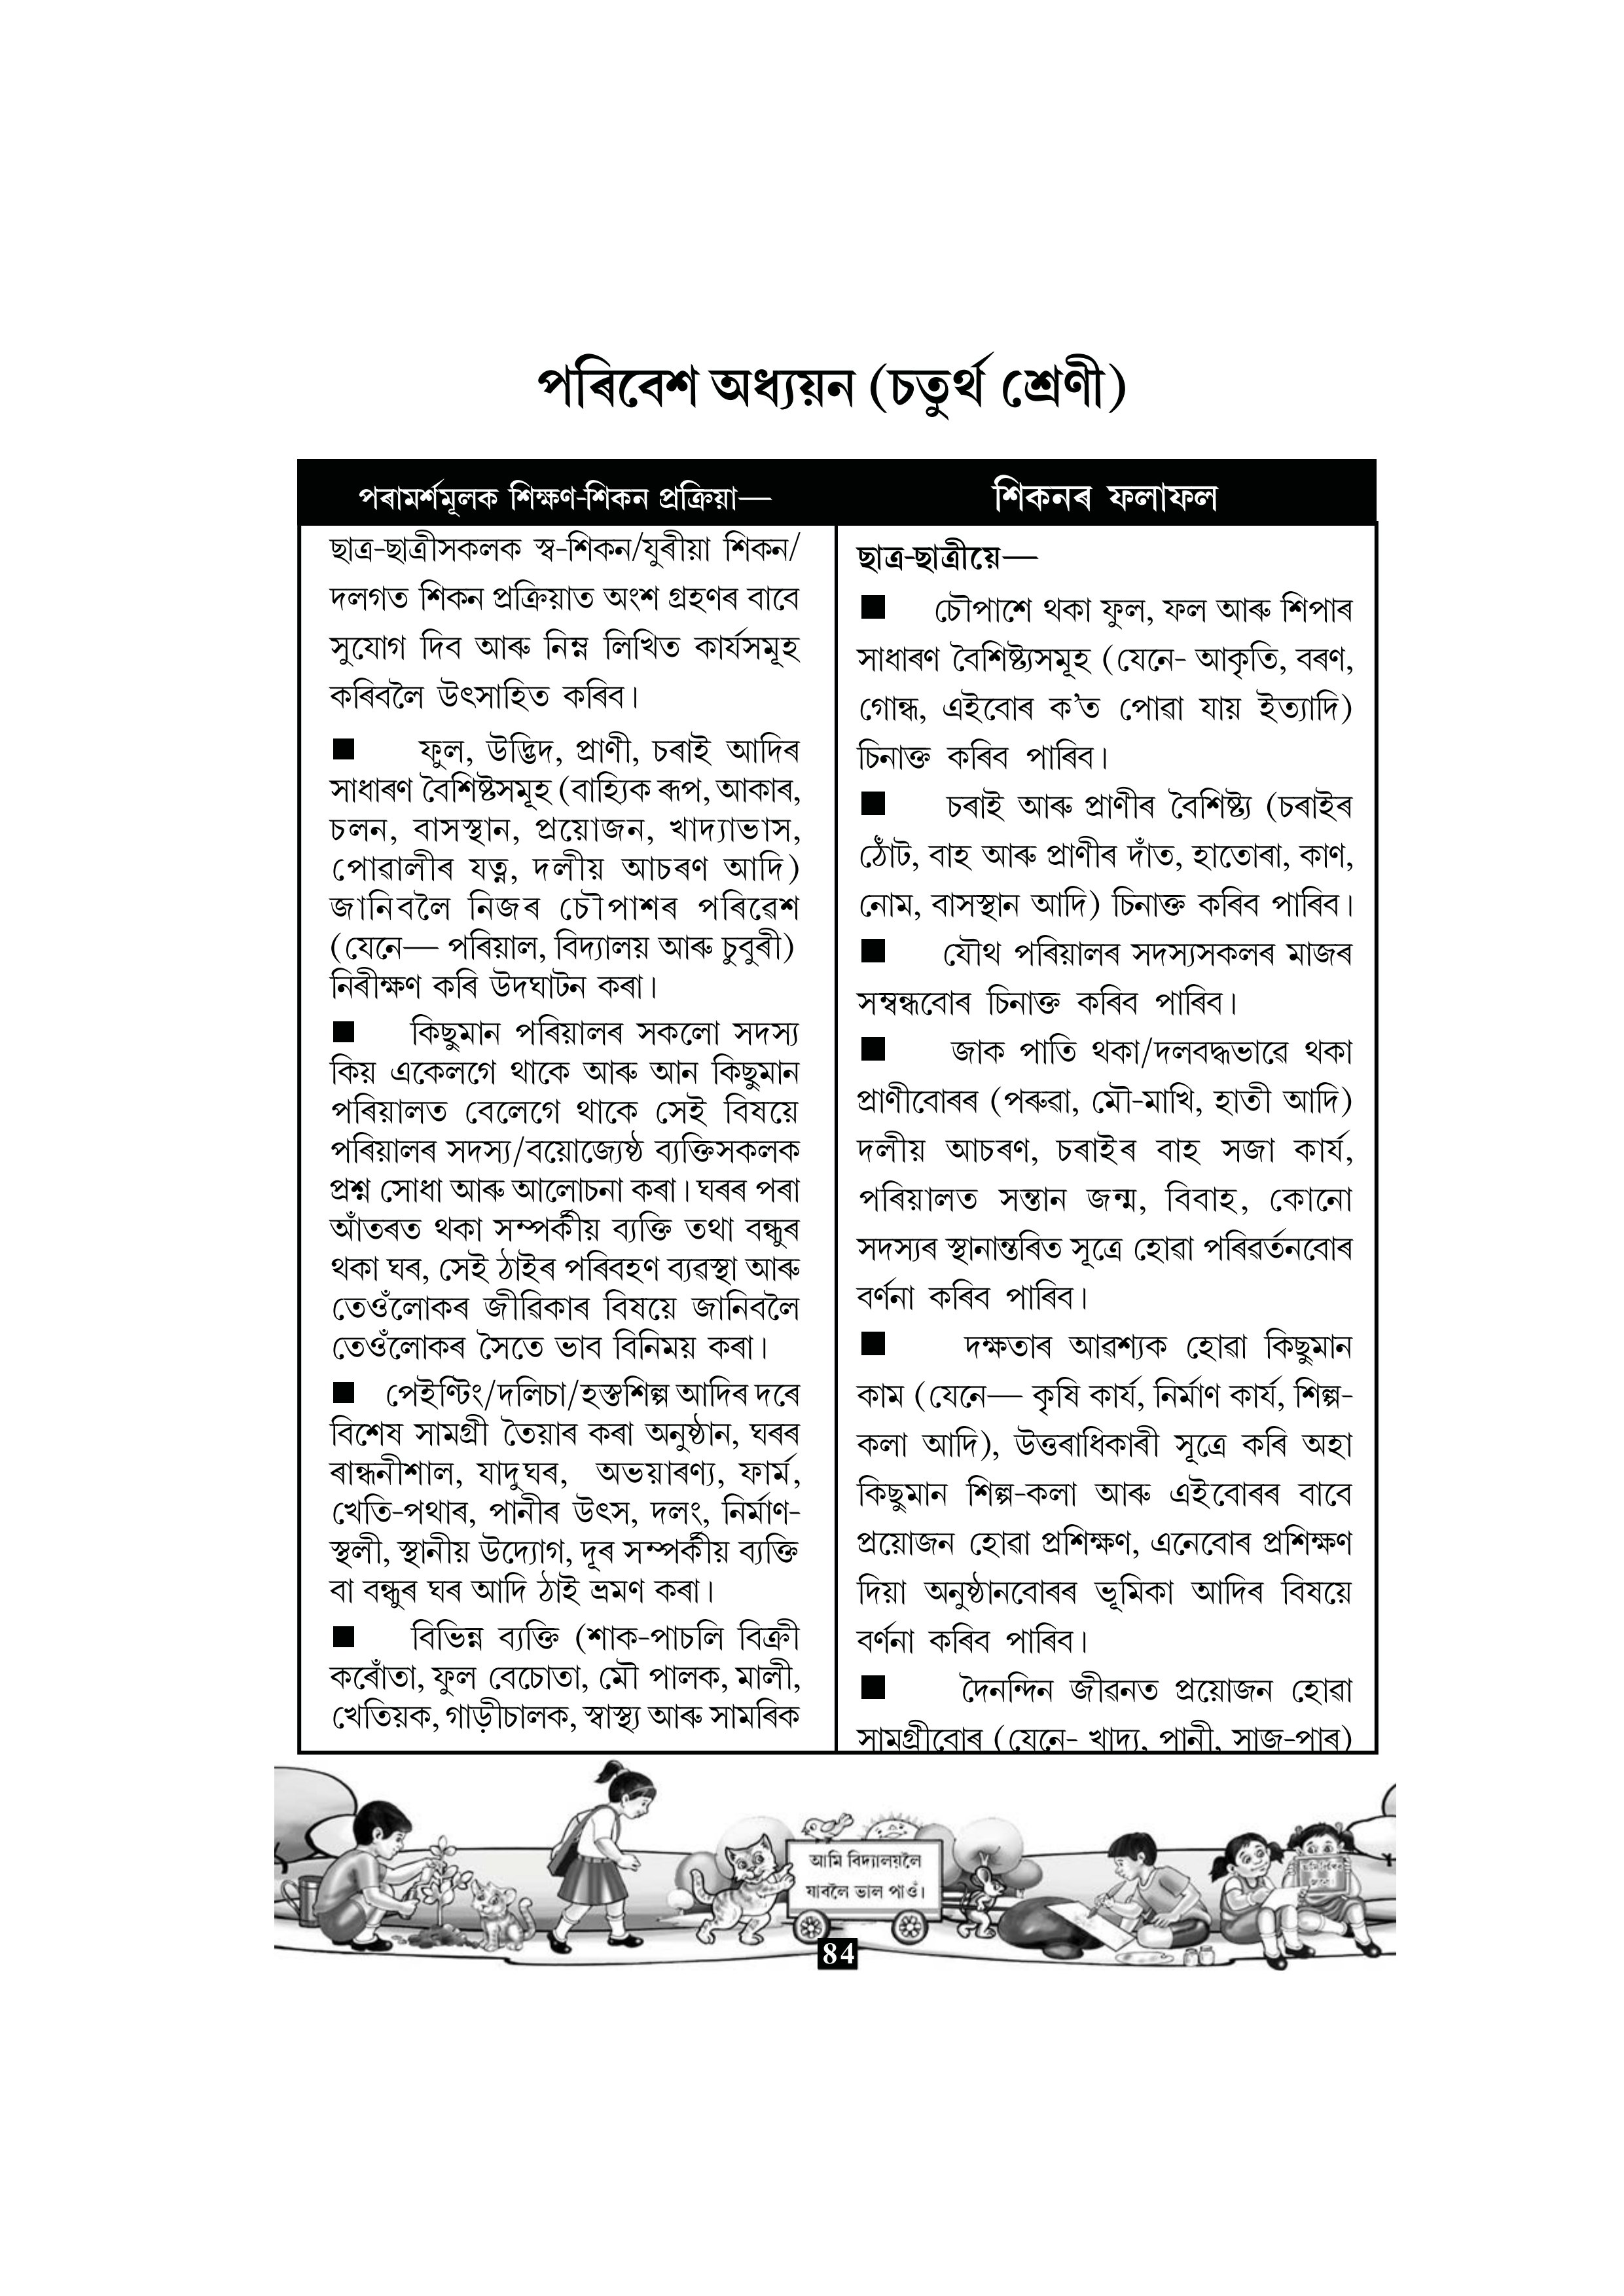 পৰিবেশ অধ্যয়ন (চতুৰ্থ শ্ৰেণী)
পৰামৰ্শমূলক শিক্ষণ-শিকন প্ৰক্ৰিয়া—
ছাত্ৰ-ছাত্ৰীসকলক স্ব-শিকন/যুৰীয়া শিকন/
দলগত শিকন প্ৰক্ৰিয়াত অংশ গ্ৰহণৰ বাবে
সুযোগ দিব আৰু নিম্ন লিখিত কাৰ্যসমূহ
কৰিবলৈ উৎসাহিত কৰিব।
■ ফুল, উদ্ভিদ, প্ৰাণী, চৰাই আদিৰ
সাধাৰণ বৈশিষ্টসমূহ (বাহ্যিক ৰূপ, আকাৰ,
চলন, বাসস্থান, প্ৰয়োজন, খাদ্যাভাস,
পোৱালীৰ যত্ন, দলীয় আচৰণ আদি)
জানিবলৈ নিজৰ চৌপাশৰ পৰিৱেশ
(যেনে— পৰিয়াল, বিদ্যালয় আৰু চুবুৰী)
নিৰীক্ষণ কৰি উদঘাটন কৰা।
■ কিছুমান পৰিয়ালৰ সকলো সদস্য
কিয় একেলগে থাকে আৰু আন কিছুমান
পৰিয়ালত বেলেগে থাকে সেই বিষয়ে
পৰিয়ালৰ সদস্য/বয়োজ্যেষ্ঠ ব্যক্তিসকলক
প্ৰশ্ন সোধা আৰু আলোচনা কৰা। ঘৰৰ পৰা
আঁতৰত থকা সম্পৰ্কীয় ব্যক্তি তথা বন্ধুৰ
থকা ঘৰ, সেই ঠাইৰ পৰিবহণ ব্যৱস্থা আৰু
তেওঁলোকৰ জীৱিকাৰ বিষয়ে জানিবলৈ
তেওঁলোকৰ সৈতে ভাব বিনিময় কৰা।
■ পেইণ্টিং/দলিচা/হস্তশিল্প আদিৰ দৰে
বিশেষ সামগ্ৰী তৈয়াৰ কৰা অনুষ্ঠান, ঘৰৰ
ৰান্ধনীশাল, যাদুঘৰ, অভয়াৰণ্য, ফাৰ্ম,
খেতি-পথাৰ, পানীৰ উৎস, দলং, নিৰ্মাণ-
স্থলী, স্থানীয় উদ্যোগ, দূৰ সম্পৰ্কীয় ব্যক্তি
বা বন্ধুৰ ঘৰ আদি ঠাই ভ্ৰমণ কৰা।
■ বিভিন্ন ব্যক্তি (শাক-পাচলি বিক্ৰী
কৰোঁতা, ফুল বেচোতা, মৌ পালক, মালী,
খেতিয়ক, গাড়ীচালক, স্বাস্থ্য আৰু সামৰিক
শিকনৰ ফলাফল
ছাত্ৰ-ছাত্ৰীয়ে—
■ চৌপাশে থকা ফুল, ফল আৰু শিপাৰ
সাধাৰণ বৈশিষ্ট্যসমূহ (যেনে- আকৃতি, বৰণ,
গোন্ধ, এইবোৰ ক’ত পোৱা যায় ইত্যাদি)
চিনাক্ত কৰিব পাৰিব।
■ চৰাই আৰু প্ৰাণীৰ বৈশিষ্ট্য (চৰাইৰ
ঠোঁট, বাহ আৰু প্ৰাণীৰ দাঁত, হাতোৰা, কাণ,
নোম, বাসস্থান আদি) চিনাক্ত কৰিব পাৰিব।
■ যৌথ পৰিয়ালৰ সদস্যসকলৰ মাজৰ
সম্বন্ধবোৰ চিনাক্ত কৰিব পাৰিব।
■ জাক পাতি থকা/দলবদ্ধভাৱে থকা
প্ৰাণীবোৰৰ (পৰুৱা, মৌ-মাখি, হাতী আদি)
দলীয় আচৰণ, চৰাইৰ বাহ সজা কাৰ্য,
পৰিয়ালত সন্তান জন্ম, বিবাহ, কোনো
সদস্যৰ স্থানান্তৰিত সূত্ৰে হোৱা পৰিৱৰ্তনবোৰ
বৰ্ণনা কৰিব পাৰিব।
■ দক্ষতাৰ আৱশ্যক হোৱা কিছুমান
কাম (যেনে— কৃষি কাৰ্য, নিৰ্মাণ কাৰ্য, শিল্প-
কলা আদি), উত্তৰাধিকাৰী সূত্ৰে কৰি অহা
কিছুমান শিল্প-কলা আৰু এইবোৰৰ বাবে
প্ৰয়োজন হোৱা প্ৰশিক্ষণ, এনেবোৰ প্ৰশিক্ষণ
দিয়া অনুষ্ঠানবোৰৰ ভূমিকা আদিৰ বিষয়ে
বৰ্ণনা কৰিব পাৰিব।
■ দৈনন্দিন জীৱনত প্ৰয়োজন হোৱা
সামগ্ৰীবোৰ (যেনে- খাদ্য, পানী, সাজ-পাৰ)
আমি বিদ্যালয়লৈ
যাবলৈ ভাল পাওঁ।
84